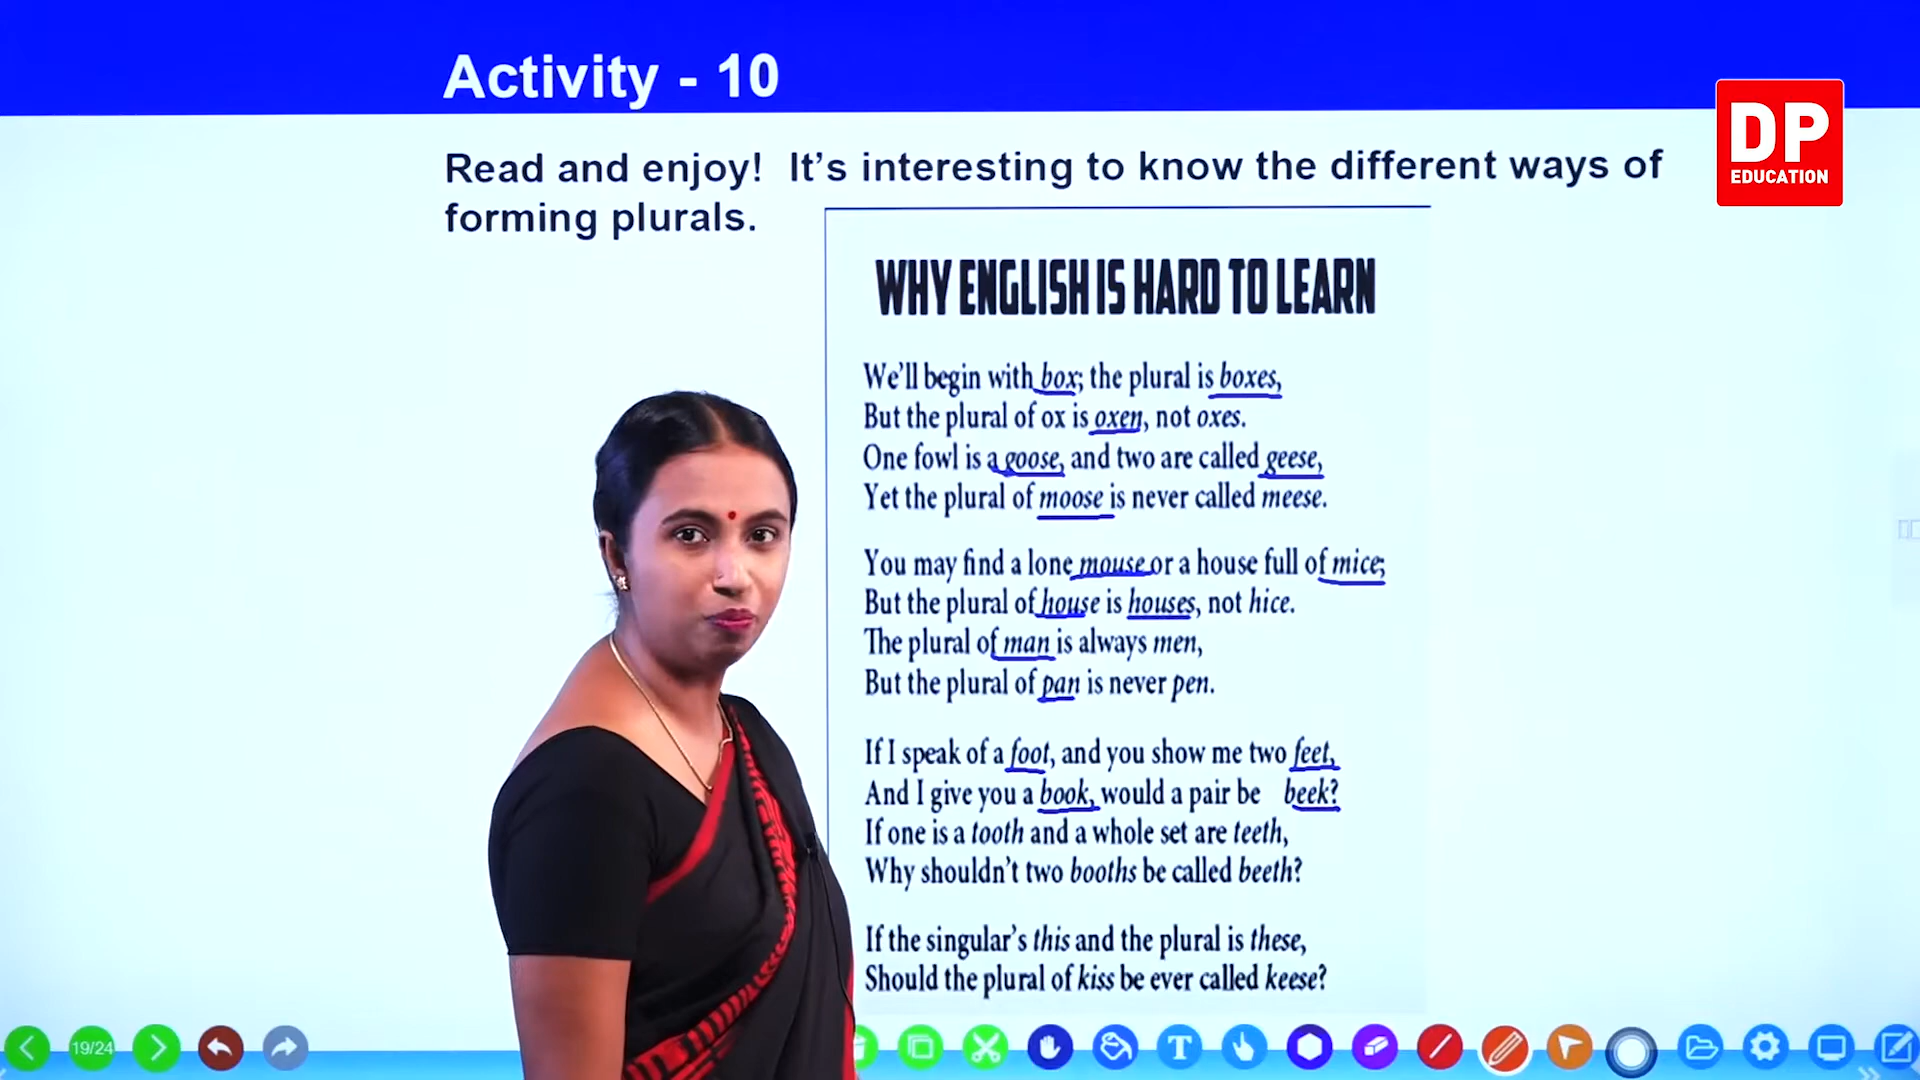 Activity - 10
DP
EDUCATION
Read and enjoy! It's interesting to know the different ways of
forming plurals.
WHY ENGLISH IS HARD TO LEARN
We'll begin with box; the plural is boxes,
But the plural of ox is oxen, not oxes.
One fowl is a goose, and two are called geese,
Yet the plural of moose is never called meese.
You may find a lone mouse or a house full of mice;
But the plural of house is houses, not hice.
The plural of man is always men,
But the plural of pan is never pen.
If I speak of a foot, and you show me two feet,
And I give you a book, would a pair be beek?
If one is a tooth and a whole set are teeth,
Why shouldn't two booths be called beeth?
If the singular's this and the plural is these,
Should the plural of kiss be ever called keese?
19/24
T